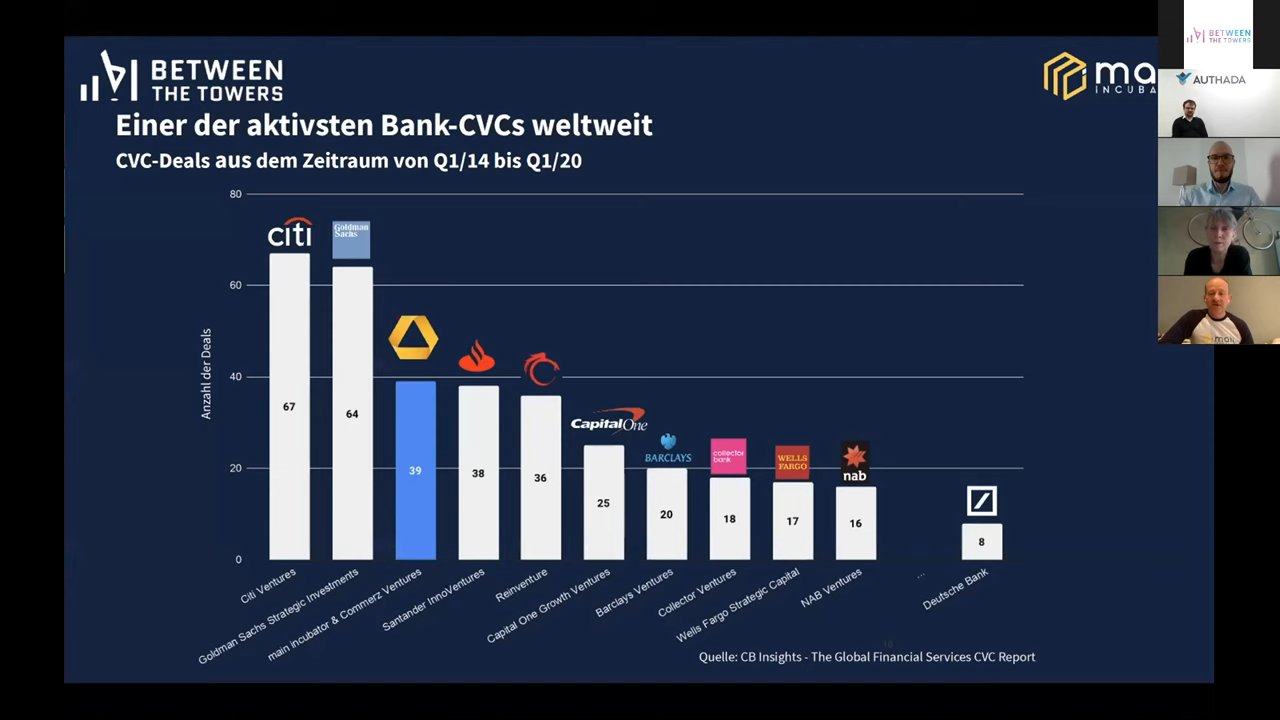 BETWEEN
THE TOWERS
ma
INCUBA
BETWEEN
THE TOWERS
AUTHADA
Einer der aktivsten Bank-CVCs weltweit
CVC-Deals aus dem Zeitraum von Q1/14 bis Q1/20
Anzahl der Deals
80
60
40
20
0
citi
Goldman
Sachs
Capital One
BARCLAYS
collector
bank
WELLS
FARGO
nab
67
64
39
38
36
25
20
18
17
16
8
Citi Ventures
Goldman Sachs Strategic Investments
main incubator & Commerz Ventures
Santander InnoVentures
Reinventure
Capital One Growth Ventures
Barclays Ventures
Collector Ventures
Wells Fargo Strategic Capital
NAB Ventures
...
Deutsche Bank
Quelle: CB Insights - The Global Financial Services CVC Report